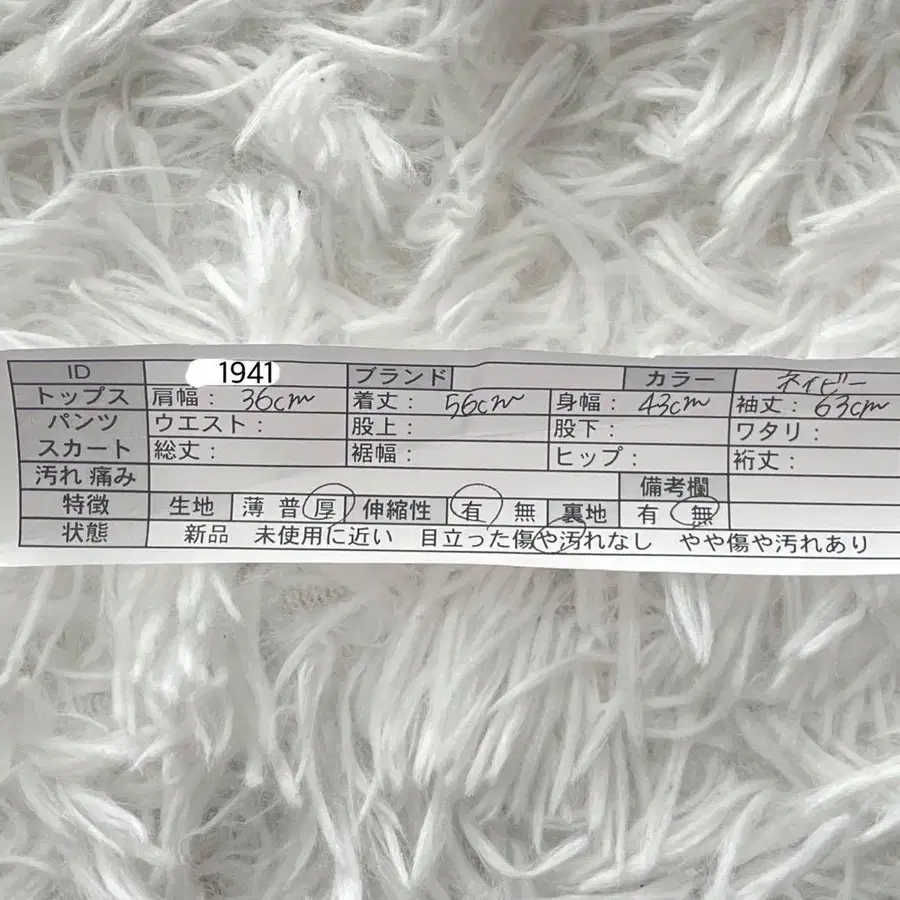 ID 1941 ブランド カラー ネイビー
トップス 肩幅： 36cm 着丈： 56cm 身幅： 43cm 袖丈： 63cm
パンツ ウエスト： 股上： 股下： ワタリ：
スカート 総丈： 裾幅： ヒップ： 裄丈：
汚れ 痛み 備考欄
特徴 生地 薄 普 厚 伸縮性 有 無 裏地 有 無
状態 新品 未使用に近い 目立った傷や汚れなし やや傷や汚れあり